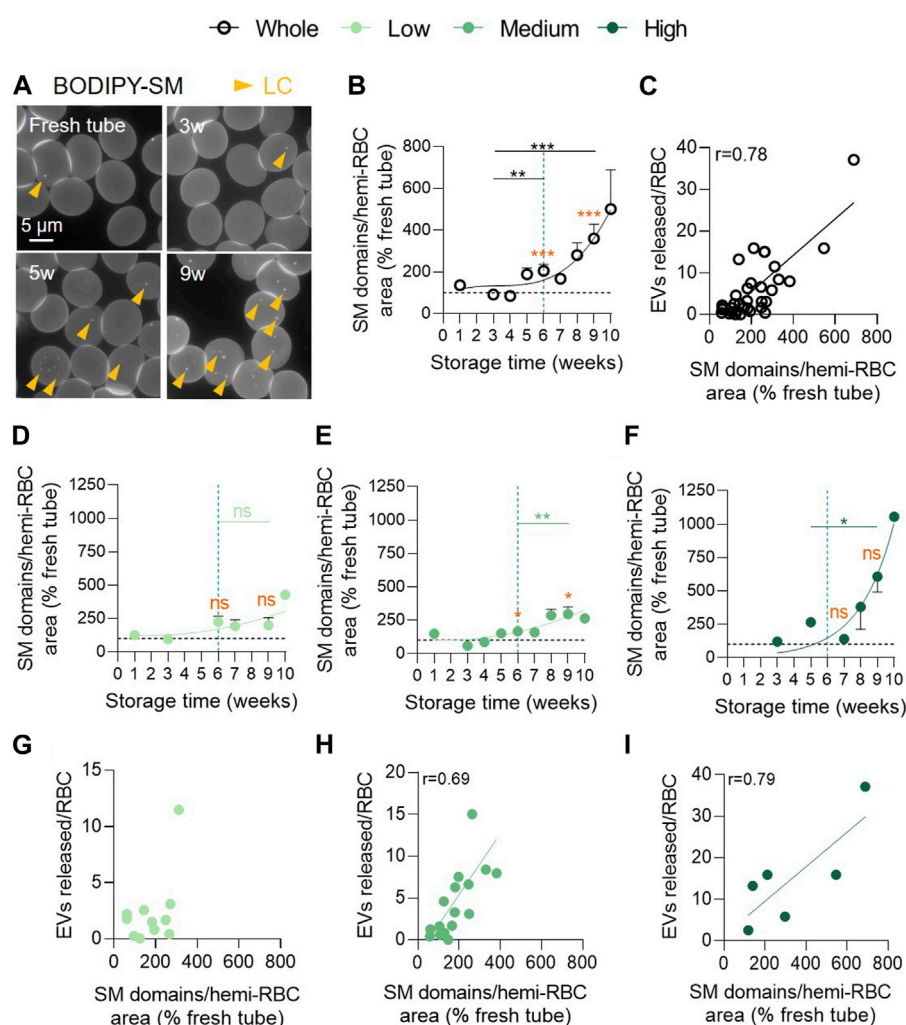 Whole Low Medium High
A BODIPY-SM LC
Fresh tube 3w
5 µm
5w 9w
B
SM domains/hemi-RBC
area (% fresh tube)
800
600
400
200
0
***
**
***
***
0 1 2 3 4 5 6 7 8 9 10
Storage time (weeks)
C
EVs released/RBC
r=0.78
40
30
20
10
0
0 200 400 600 800
SM domains/hemi-RBC
area (% fresh tube)
D
SM domains/hemi-RBC
area (% fresh tube)
1250
1000
750
500
250
0
ns
ns ns
0 1 2 3 4 5 6 7 9 10
Storage time (weeks)
E
SM domains/hemi-RBC
area (% fresh tube)
1250
1000
750
500
250
0
**
* *
0 1 2 3 4 5 6 7 8 9 10
Storage time (weeks)
F
SM domains/hemi-RBC
area (% fresh tube)
1250
1000
750
500
250
0
*
ns
ns
0 1 2 3 4 5 6 7 8 9 10
Storage time (weeks)
G
EVs released/RBC
15
10
5
0
0 200 400 600 800
SM domains/hemi-RBC
area (% fresh tube)
H
EVs released/RBC
r=0.69
20
15
10
5
0
0 200 400 600 800
SM domains/hemi-RBC
area (% fresh tube)
I
EVs released/RBC
r=0.79
40
30
20
10
0
0 200 400 600 800
SM domains/hemi-RBC
area (% fresh tube)